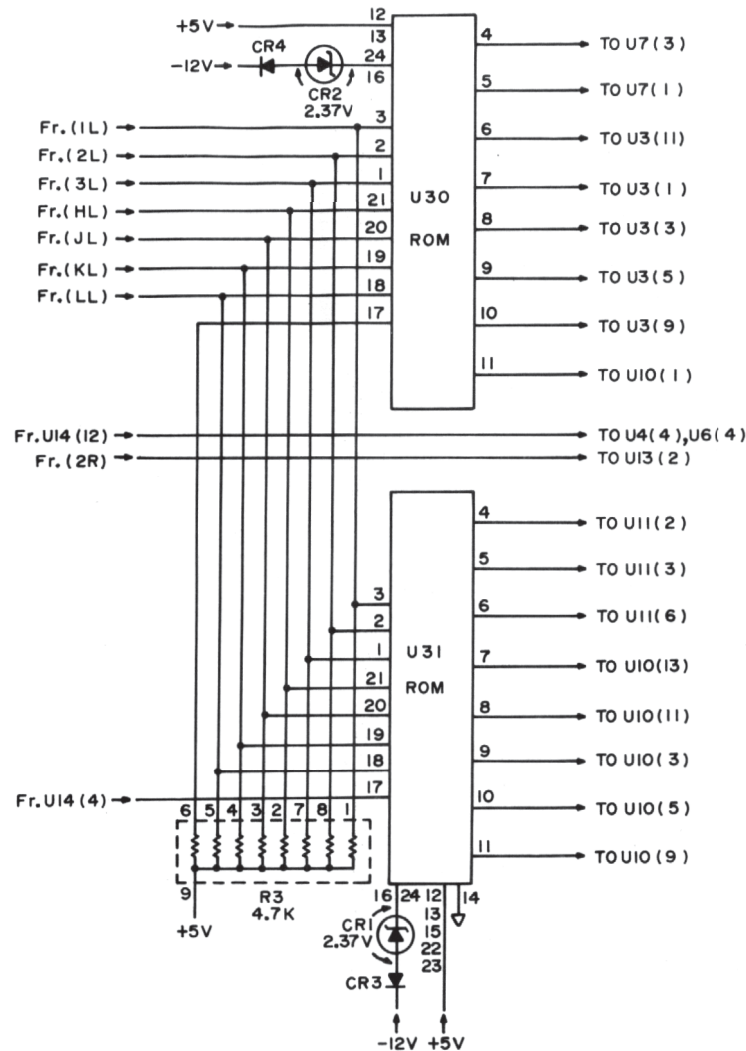 +5V
12
13
-12V
CR4
24
16
CR2
2.37V
4
TO U7(3)
5
TO U7(1)
Fr.(1L)
3
6
TO U3(11)
Fr.(2L)
2
Fr.(3L)
1
7
TO U3(1)
Fr.(HL)
21
U30
ROM
8
TO U3(3)
Fr.(JL)
20
Fr.(KL)
19
9
TO U3(5)
Fr.(LL)
18
17
10
TO U3(9)
11
TO U10(1)
Fr.U14(12)
TO U4(4),U6(4)
Fr.(2R)
TO U13(2)
4
TO U11(2)
5
TO U11(3)
3
6
TO U11(6)
2
1
U31
ROM
7
TO U10(13)
21
20
8
TO U10(11)
19
9
TO U10(3)
18
Fr.U14(4)
17
10
TO U10(5)
6 5 4 3 2 7 8 1
11
TO U10(9)
9
R3
4.7K
+5V
16 24 12 14
13
15
22
23
CR1
2.37V
CR3
-12V +5V